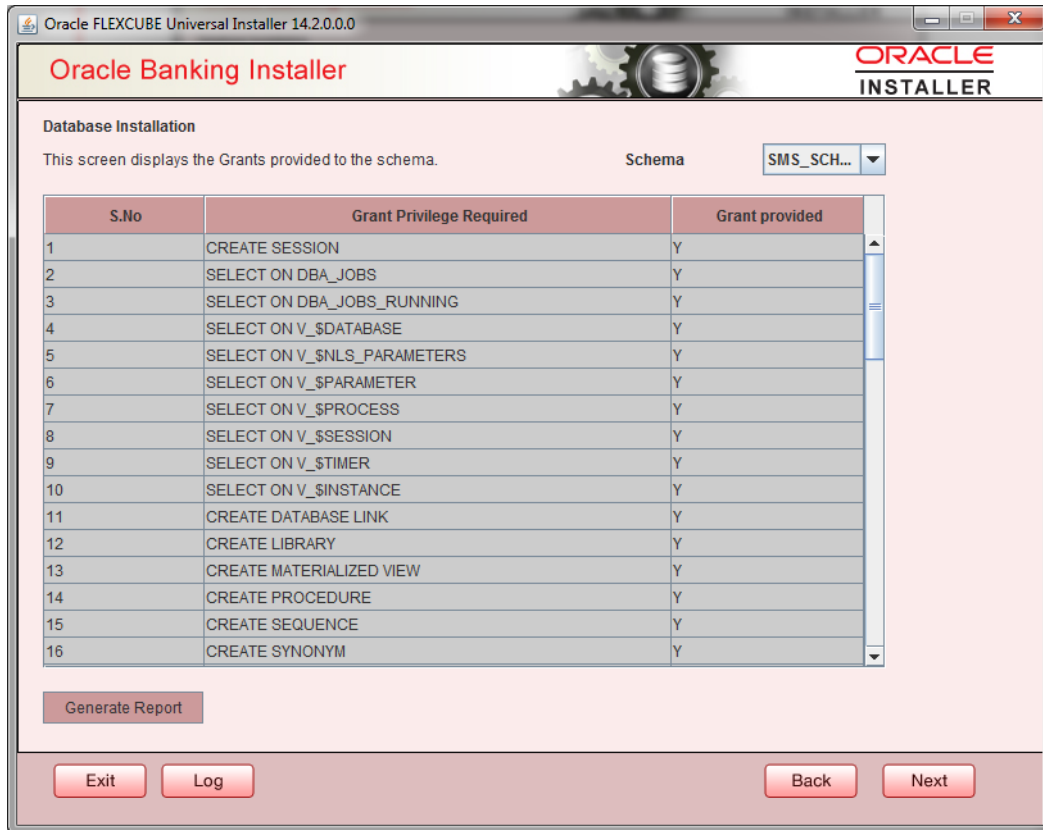 Oracle FLEXCUBE Universal Installer 14.2.0.0.0
Oracle Banking Installer
ORACLE
INSTALLER
Database Installation
This screen displays the Grants provided to the schema. Schema SMS_SCH...
S.No Grant Privilege Required Grant provided
1 CREATE SESSION Y
2 SELECT ON DBA_JOBS Y
3 SELECT ON DBA_JOBS_RUNNING Y
4 SELECT ON V_$DATABASE Y
5 SELECT ON V_$NLS_PARAMETERS Y
6 SELECT ON V_$PARAMETER Y
7 SELECT ON V_$PROCESS Y
8 SELECT ON V_$SESSION Y
9 SELECT ON V_$TIMER Y
10 SELECT ON V_$INSTANCE Y
11 CREATE DATABASE LINK Y
12 CREATE LIBRARY Y
13 CREATE MATERIALIZED VIEW Y
14 CREATE PROCEDURE Y
15 CREATE SEQUENCE Y
16 CREATE SYNONYM Y
Generate Report
Exit Log Back Next